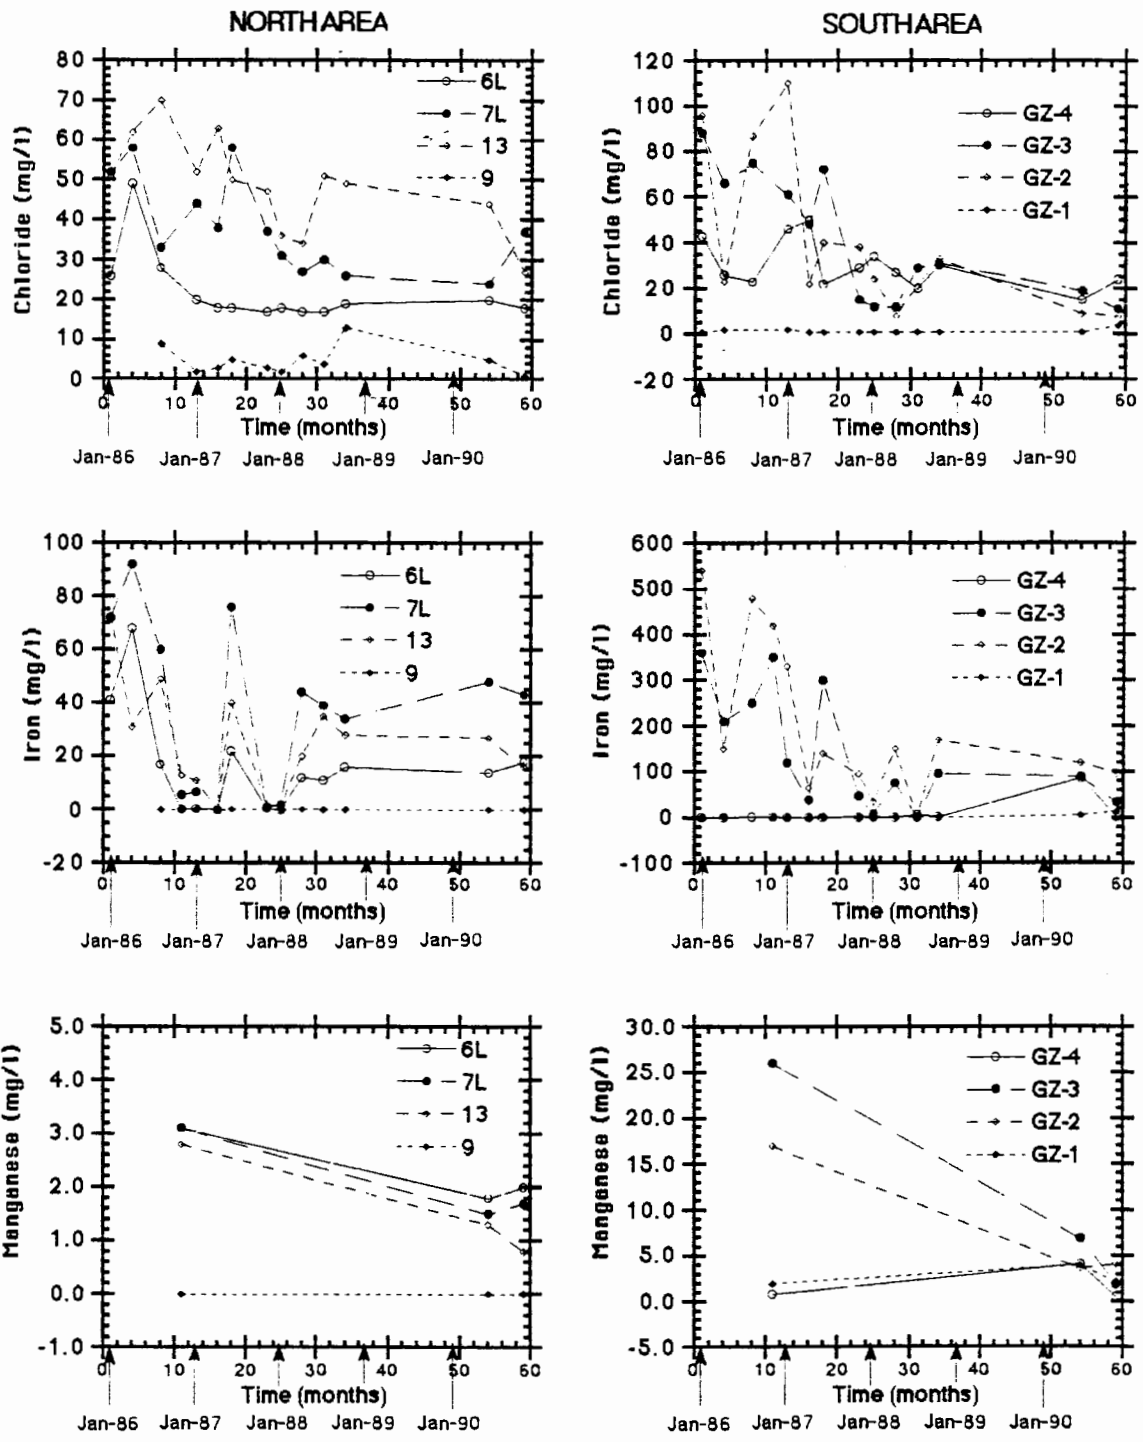 NORTH AREA
80
70
60
50
40
30
20
10
0
Chloride (mg/l)
6L
7L
13
9
0 10 20 30 40 50 60
Time (months)
Jan-86 Jan-87 Jan-88 Jan-89 Jan-90
SOUTH AREA
120
100
80
60
40
20
0
-20
Chloride (mg/l)
GZ-4
GZ-3
GZ-2
GZ-1
0 10 20 30 40 50 60
Time (months)
Jan-86 Jan-87 Jan-88 Jan-89 Jan-90
100
80
60
40
20
0
-20
Iron (mg/l)
6L
7L
13
9
0 10 20 30 40 50 60
Time (months)
Jan-86 Jan-87 Jan-88 Jan-89 Jan-90
600
500
400
300
200
100
0
-100
Iron (mg/l)
GZ-4
GZ-3
GZ-2
GZ-1
0 10 20 30 40 50 60
Time (months)
Jan-86 Jan-87 Jan-88 Jan-89 Jan-90
5.0
4.0
3.0
2.0
1.0
0.0
-1.0
Manganese (mg/l)
6L
7L
13
9
0 10 20 30 40 50 60
Time (months)
Jan-86 Jan-87 Jan-88 Jan-89 Jan-90
30.0
25.0
20.0
15.0
10.0
5.0
0.0
-5.0
Manganese (mg/l)
GZ-4
GZ-3
GZ-2
GZ-1
0 10 20 30 40 50 60
Time (months)
Jan-86 Jan-87 Jan-88 Jan-89 Jan-90